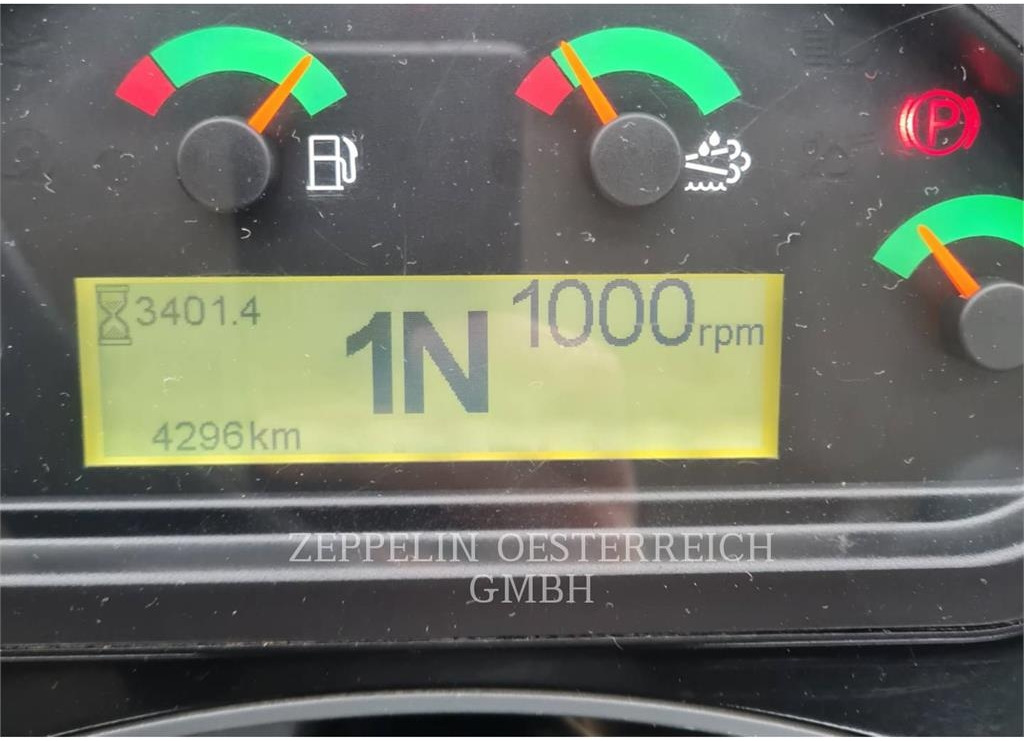 P
3401.4
1N
1000rpm
4296km
ZEPPELIN OESTERREICH
GMBH